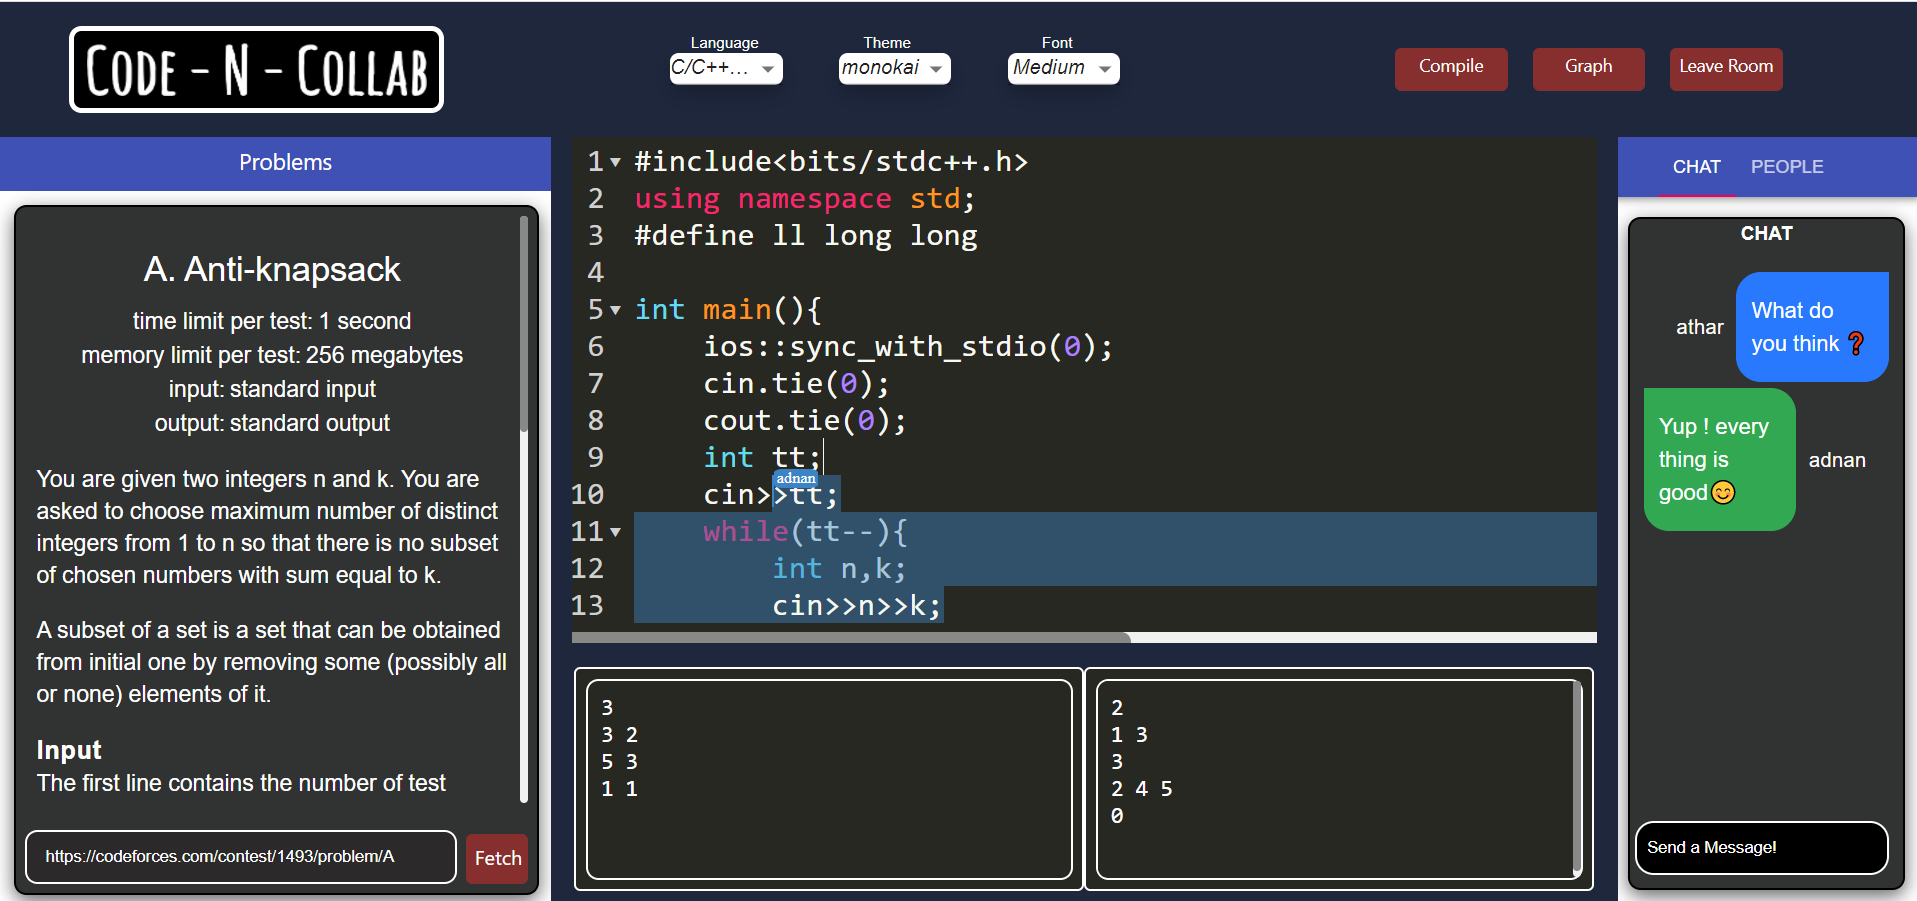 CODE - N - COLLAB
Language
C/C++...
Theme
monokai
Font
Medium
Compile
Graph
Leave Room
Problems
A. Anti-knapsack
time limit per test: 1 second
memory limit per test: 256 megabytes
input: standard input
output: standard output
You are given two integers n and k. You are
asked to choose maximum number of distinct
integers from 1 to n so that there is no subset
of chosen numbers with sum equal to k.
A subset of a set is a set that can be obtained
from initial one by removing some (possibly all
or none) elements of it.
Input
The first line contains the number of test
https://codeforces.com/contest/1493/problem/A
Fetch
1 #include<bits/stdc++.h>
2 using namespace std;
3 #define ll long long
4
5 int main(){
6 ios::sync_with_stdio(0);
7 cin.tie(0);
8 cout.tie(0);
9 int tt;
adnan
10 cin>>tt;
11 while(tt--){
12 int n,k;
13 cin>>n>>k;
3
3 2
5 3
1 1
2
1 3
3
2 4 5
0
CHAT
PEOPLE
CHAT
athar
What do
you think ❓
Yup ! every
thing is
good😊
adnan
Send a Message!